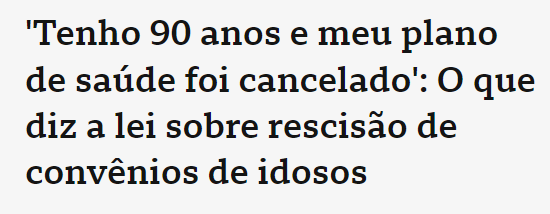 'Tenho 90 anos e meu plano
de saúde foi cancelado': O que
diz a lei sobre rescisão de
convênios de idosos